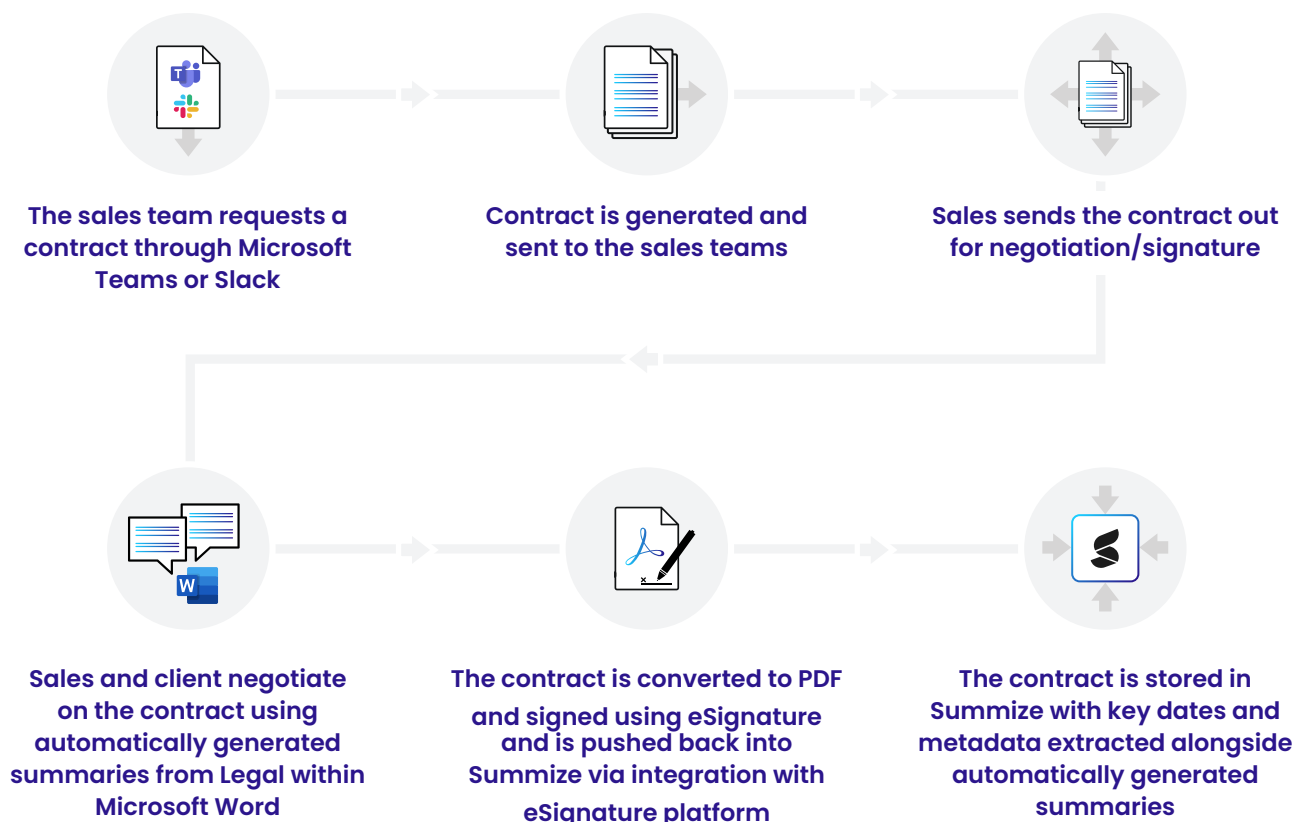 The sales team requests a
contract through Microsoft
Teams or Slack
Contract is generated and
sent to the sales teams
Sales sends the contract out
for negotiation/signature
Sales and client negotiate
on the contract using
automatically generated
summaries from Legal within
Microsoft Word
The contract is converted to PDF
and signed using eSignature
and is pushed back into
Summize via integration with
eSignature platform
The contract is stored in
Summize with key dates and
metadata extracted alongside
automatically generated
summaries